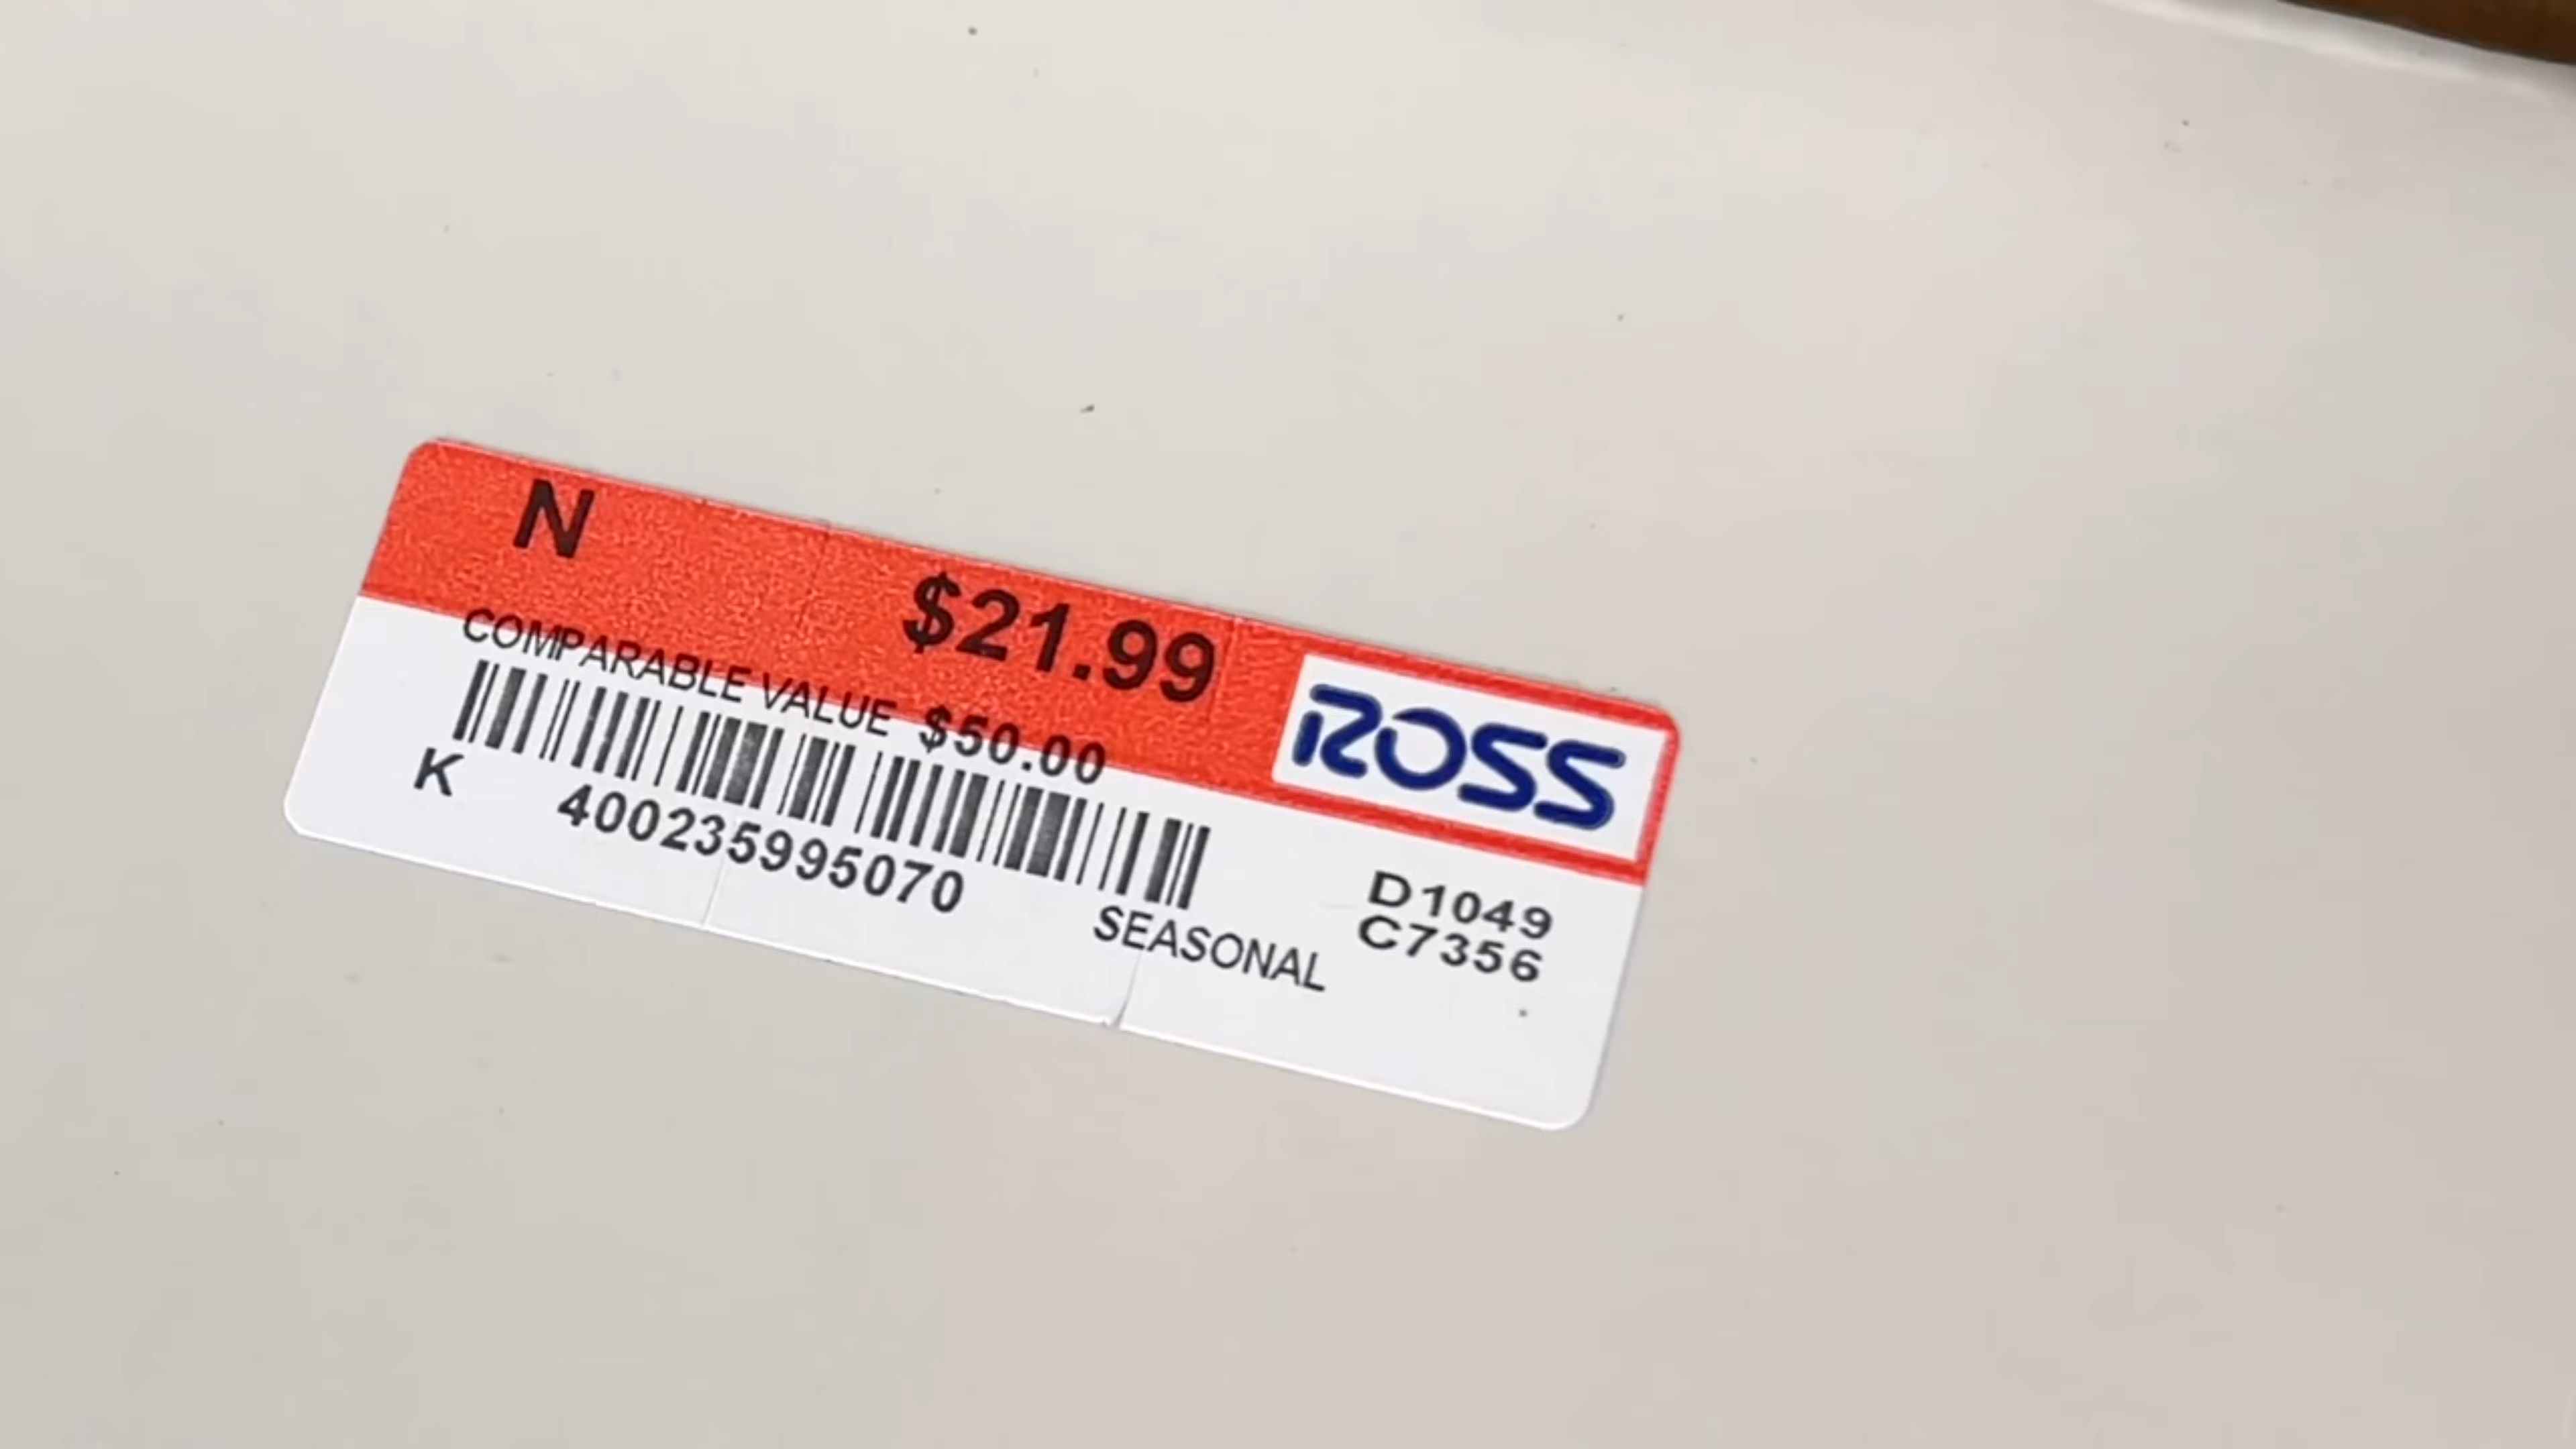 N
$21.99
COMPARABLE VALUE $50.00
ROSS
K 400235995070
D1049
C7356
SEASONAL